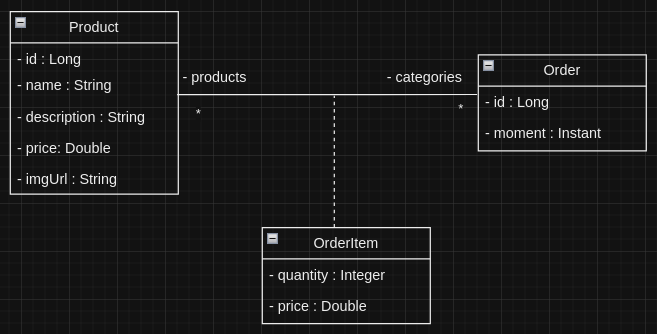 Product
- id : Long
- name : String
- description : String
- price: Double
- imgUrl : String
- products
*
- categories
*
Order
- id : Long
- moment : Instant
OrderItem
- quantity : Integer
- price : Double